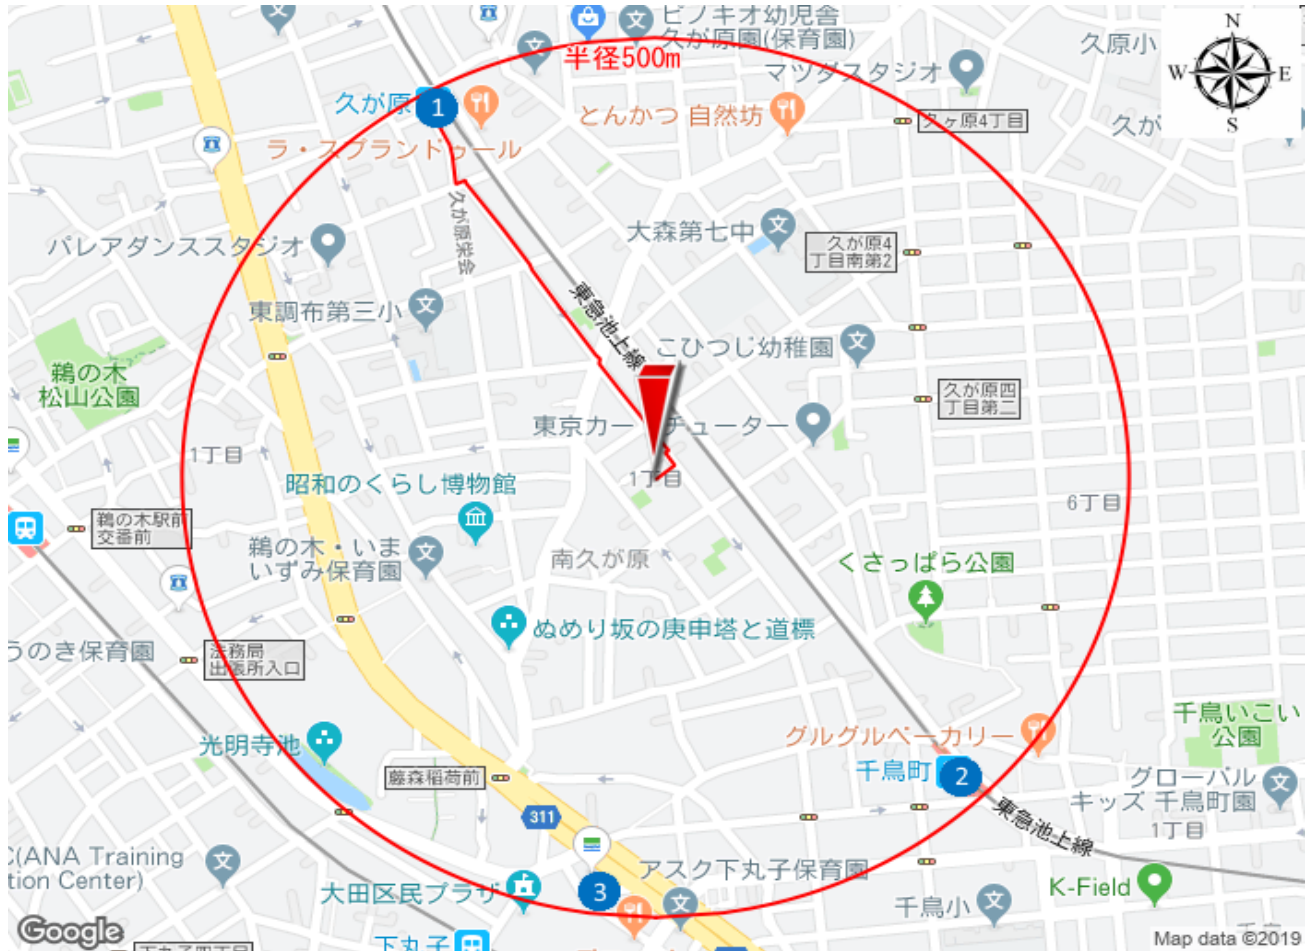 ピノキオ幼児舎
久が原園(保育園)
久原小
N
W
E
S
半径500m
マツダスタジオ
久が原
1
とんかつ 自然坊
久ヶ原4丁目
久が
ラ・スプランドゥール
久が原栄会
大森第七中
久が原4
丁目南第2
パレアダンススタジオ
東調布第三小
東急池上線
こひつじ幼稚園
鵜の木
松山公園
久が原四
丁目第二
東京カー
チューター
1丁目
1丁目
昭和のくらし博物館
6丁目
鵜の木駅前
交番前
鵜の木・いま
いずみ保育園
南久が原
くさっぱら公園
ぬめり坂の庚申塔と道標
うのき保育園
法務局
出張所入口
千鳥いこい
公園
光明寺池
グルグルベーカリー
千鳥町
2
藤森稲荷前
グローバル
キッズ 千鳥町園
東急池上線
311
1丁目
C(ANA Training
tion Center)
アスク下丸子保育園
大田区民プラザ
3
K-Field
千鳥小
Google
下丸子四丁目
下丸子
Map data ©2019